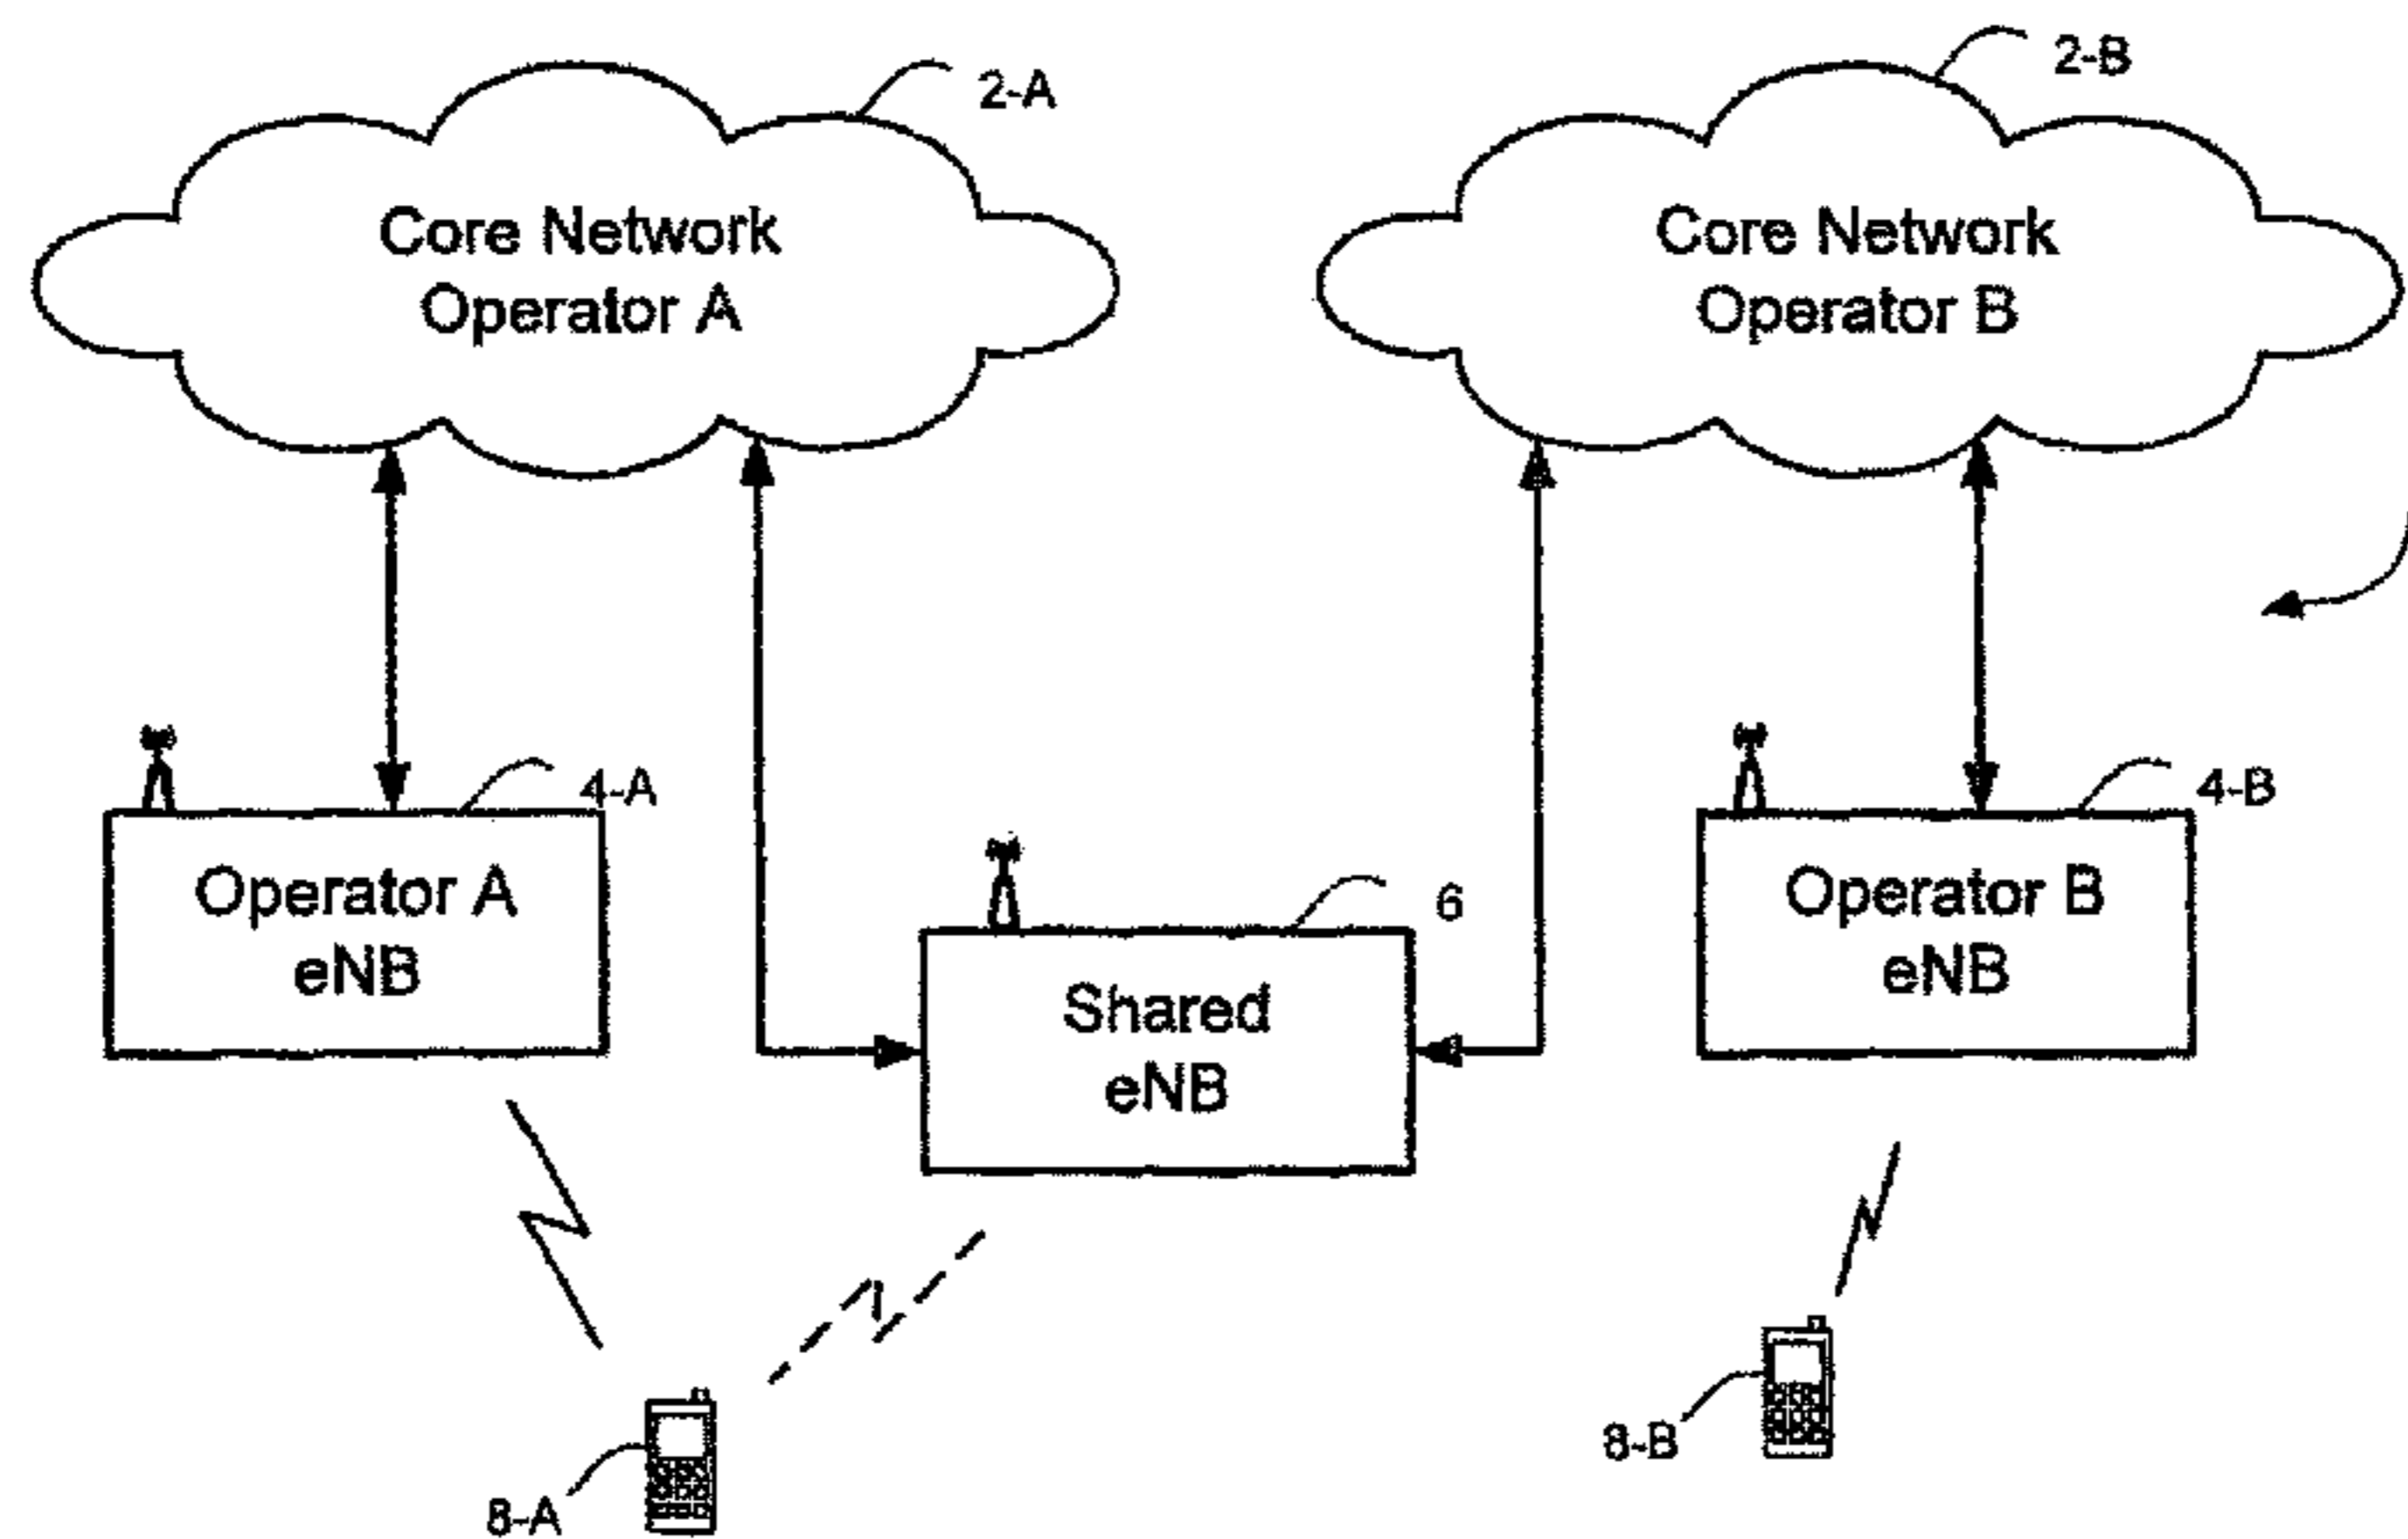 2-A
2-B
Core Network
Operator A
Core Network
Operator B
4-A
4-B
Operator A
eNB
6
Operator B
eNB
Shared
eNB
8-A
8-B